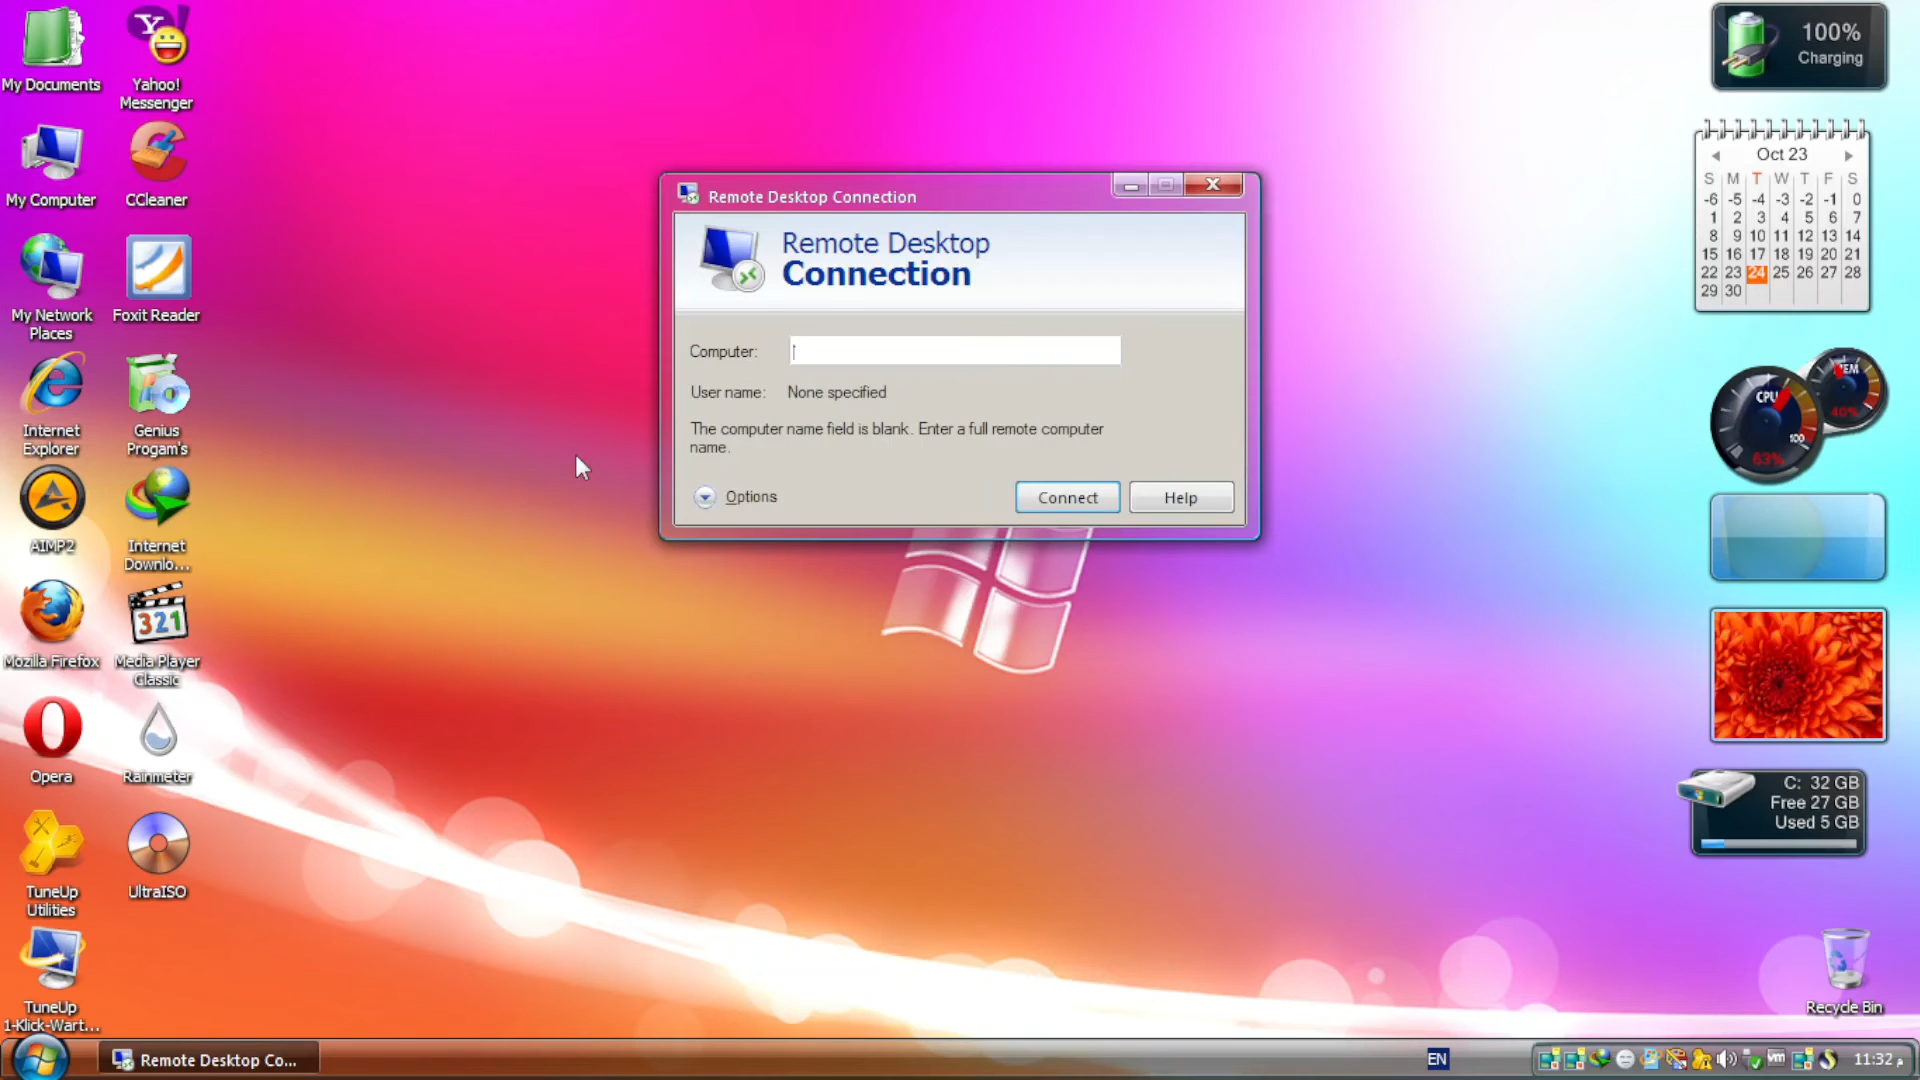 My Documents
Yahoo!
Messenger
My Computer
CCleaner
My Network
Places
Foxit Reader
Internet
Explorer
Genius
Progam's
AIMP2
Internet
Downlo...
Mozilla Firefox
321
Media Player
Classic
Opera
Rainmeter
TuneUp
Utilities
UltraISO
TuneUp
1-Klick-Wart...
Remote Desktop Connection
Remote Desktop
Connection
Computer:
User name: None specified
The computer name field is blank. Enter a full remote computer
name.
Options
Connect
Help
100%
Charging
Oct 23
S M T W T F S
-6 -5 -4 -3 -2 -1 0
1 2 3 4 5 6 7
8 9 10 11 12 13 14
15 16 17 18 19 20 21
22 23 24 25 26 27 28
29 30
MEM
40%
CPU
100
63%
C: 32 GB
Free 27 GB
Used 5 GB
Recycle Bin
Remote Desktop Co...
EN
vm
11:32 م